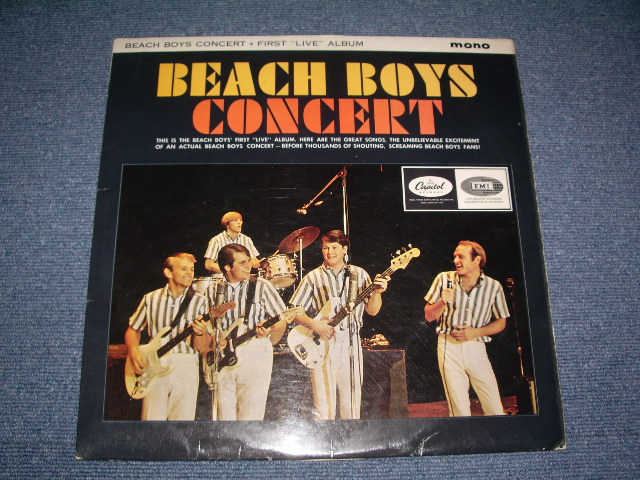 BEACH BOYS CONCERT • FIRST "LIVE" ALBUM
mono
BEACH BOYS
CONCERT
THIS IS THE BEACH BOYS' FIRST "LIVE" ALBUM. HERE ARE THE GREAT SONGS, THE UNBELIEVABLE EXCITEMENT
OF AN ACTUAL BEACH BOYS CONCERT—BEFORE THOUSANDS OF SHOUTING, SCREAMING BEACH BOYS FANS!
Capitol
RECORDS
EMI